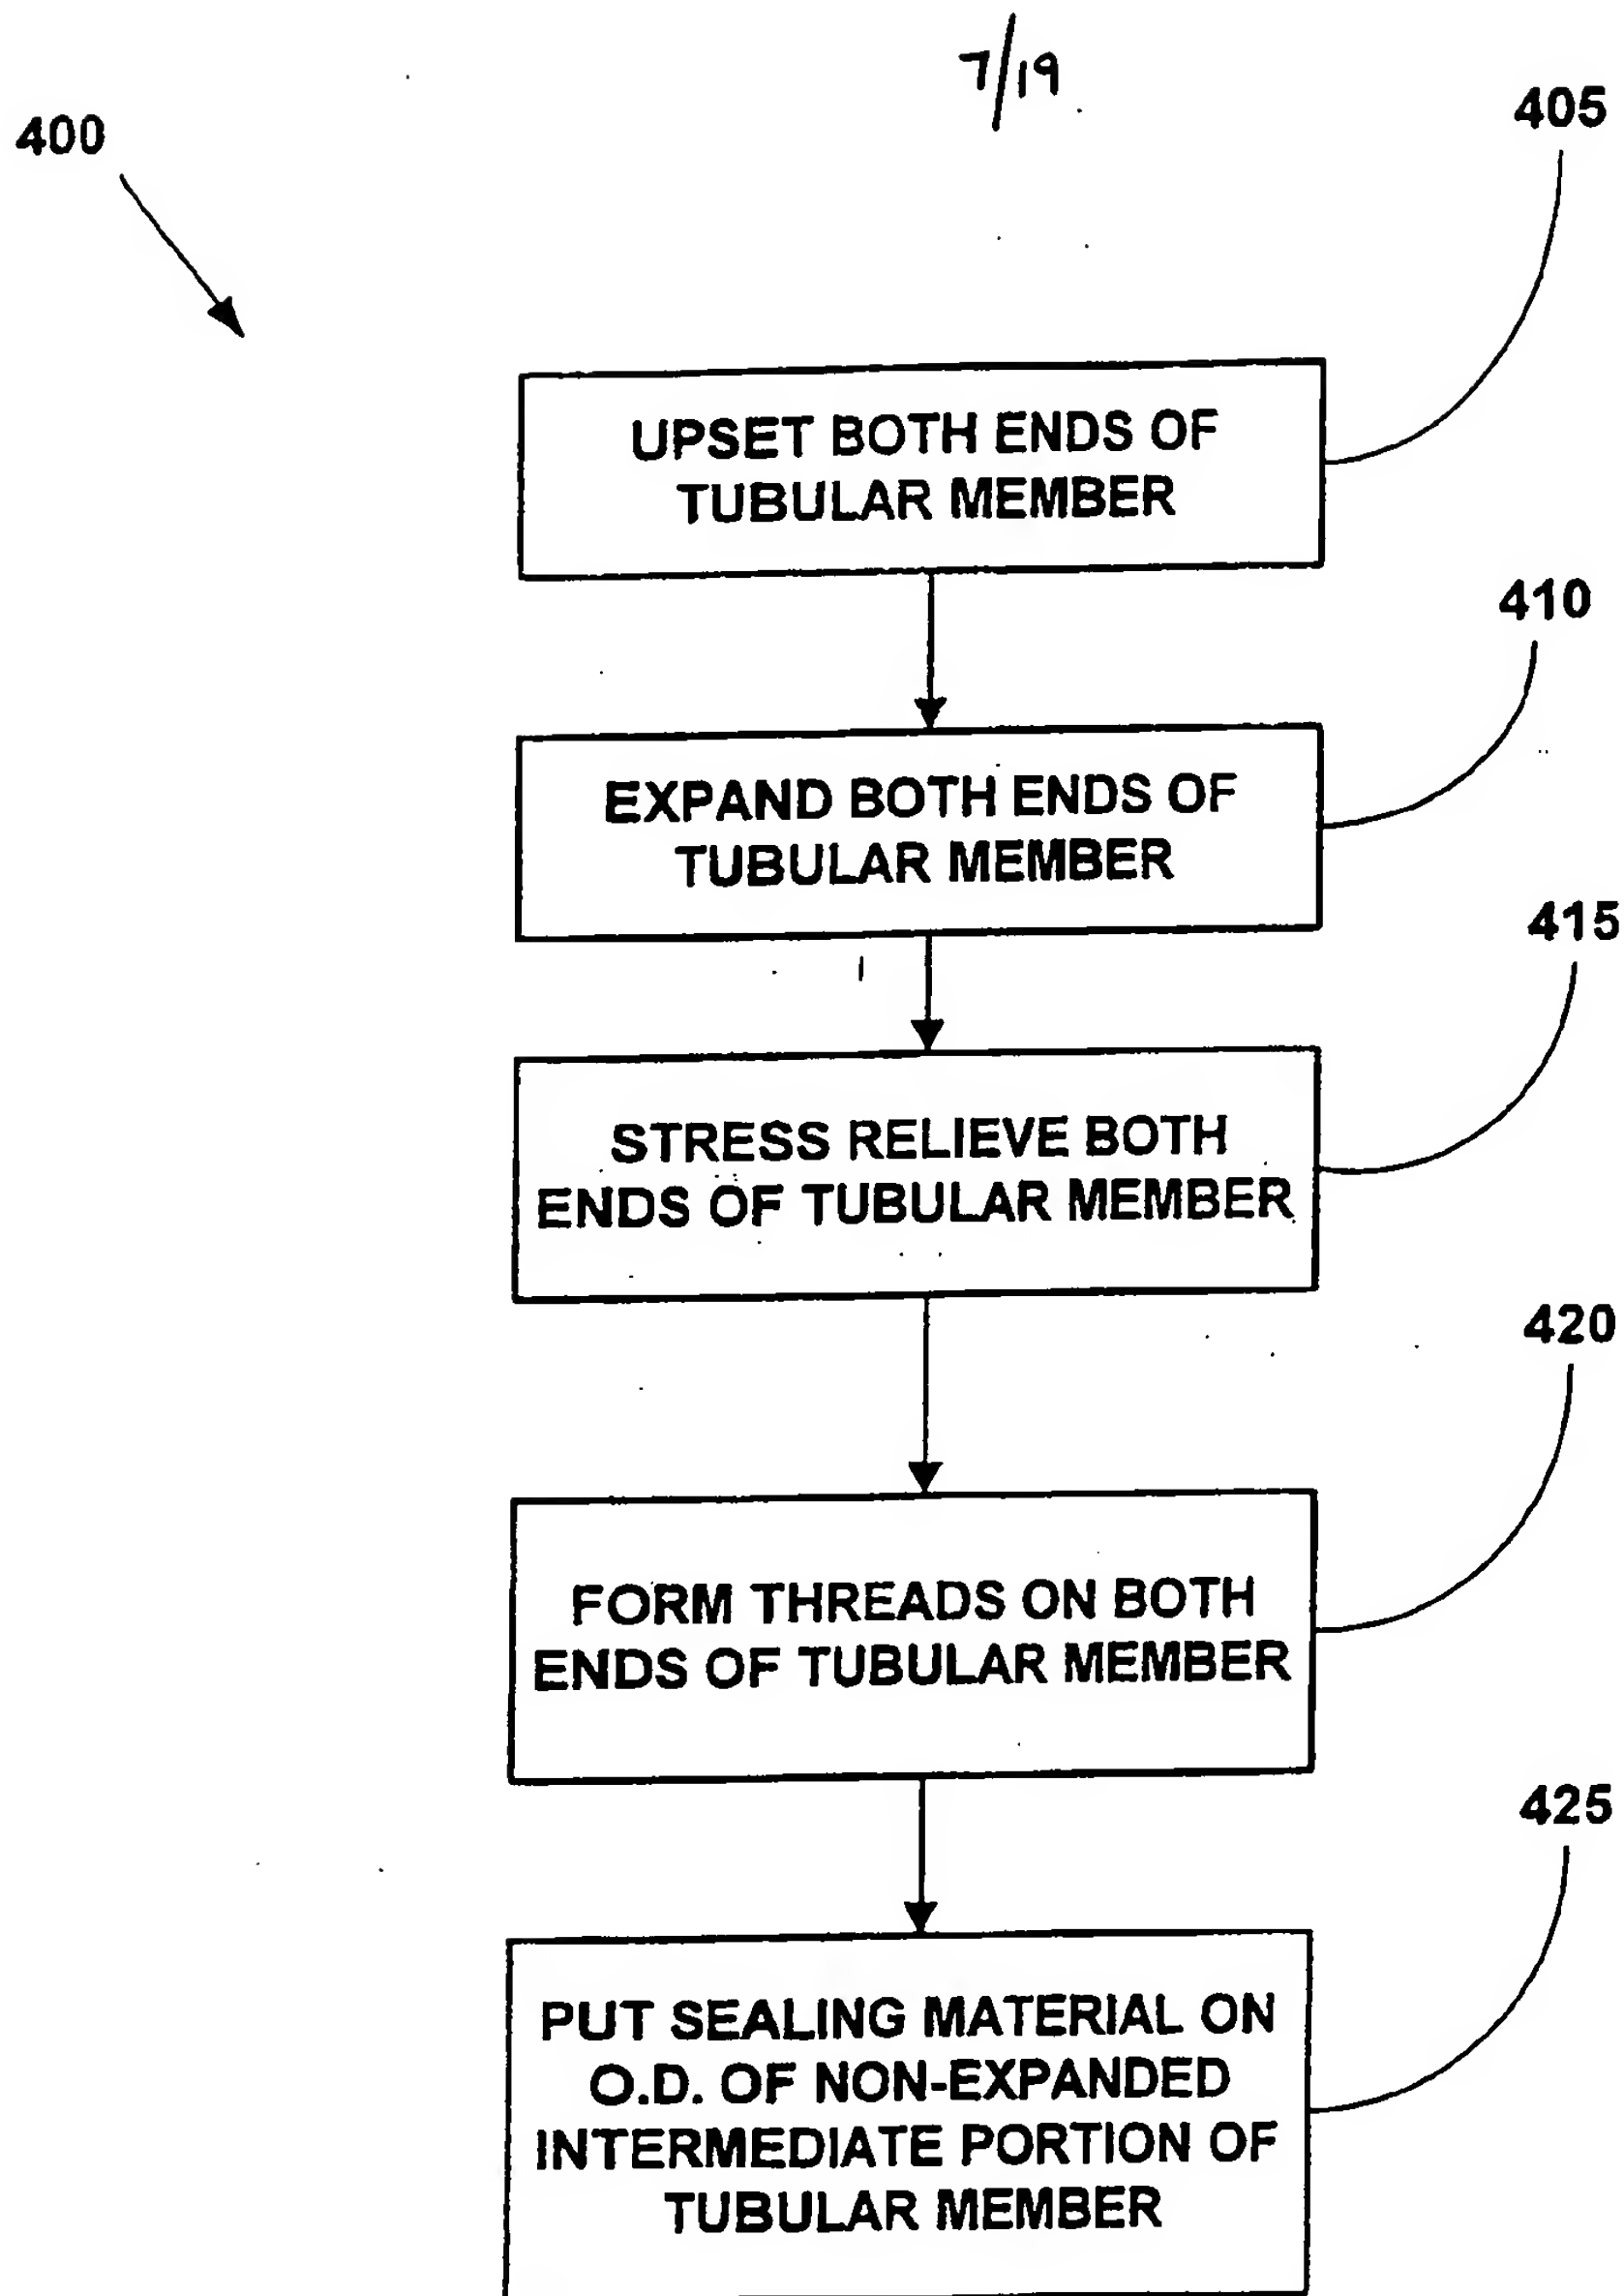 7/19
400
405
UPSET BOTH ENDS OF
TUBULAR MEMBER
410
EXPAND BOTH ENDS OF
TUBULAR MEMBER
415
STRESS RELIEVE BOTH
ENDS OF TUBULAR MEMBER
420
FORM THREADS ON BOTH
ENDS OF TUBULAR MEMBER
425
PUT SEALING MATERIAL ON
O.D. OF NON-EXPANDED
INTERMEDIATE PORTION OF
TUBULAR MEMBER